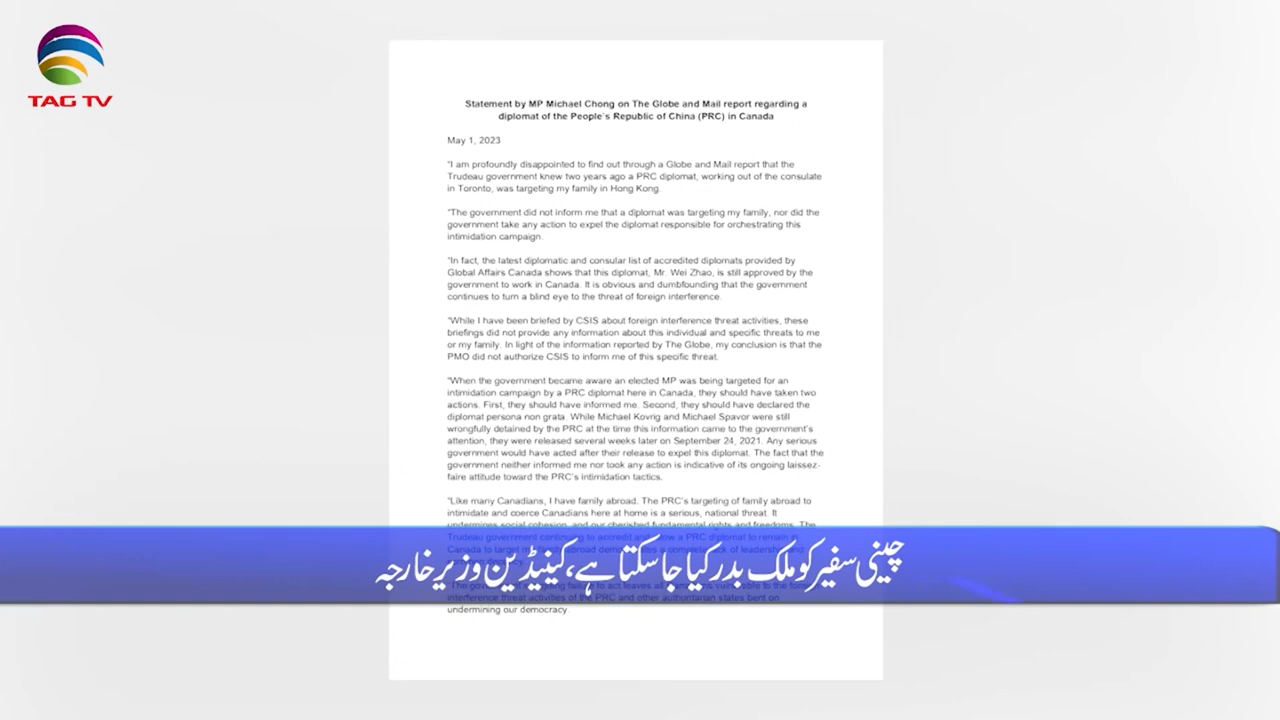 TAG TV
Statement by MP Michael Chong on The Globe and Mail report regarding a
diplomat of the People's Republic of China (PRC) in Canada
May 1, 2023
"I am profoundly disappointed to find out through a Globe and Mail report that the
Trudeau government knew two years ago a PRC diplomat, working out of the consulate
in Toronto, was targeting my family in Hong Kong.
"The government did not inform me that a diplomat was targeting my family, nor did the
government take any action to expel the diplomat responsible for orchestrating this
intimidation campaign.
"In fact, the latest diplomatic and consular list of accredited diplomats provided by
Global Affairs Canada shows that this diplomat, Mr. Wei Zhao, is still approved by the
government to work in Canada. It is obvious and dumbfounding that the government
continues to turn a blind eye to the threat of foreign interference.
"While I have been briefed by CSIS about foreign interference threat activities, these
briefings did not provide any information about this individual and specific threats to me
or my family. In light of the information reported by The Globe, my conclusion is that the
PMO did not authorize CSIS to inform me of this specific threat.
"When the government became aware an elected MP was being targeted for an
intimidation campaign by a PRC diplomat here in Canada, they should have taken two
actions. First, they should have informed me. Second, they should have declared the
diplomat persona non grata. While Michael Kovrig and Michael Spavor were still
wrongfully detained by the PRC at the time this information came to the government's
attention, they were released several weeks later on September 24, 2021. Any serious
government would have acted after their release to expel this diplomat. The fact that the
government neither informed me nor took any action is indicative of its ongoing laissez-
faire attitude toward the PRC's intimidation tactics.
"Like many Canadians, I have family abroad. The PRC's targeting of family abroad to
intimidate and coerce Canadians here at home is a serious, national threat. It
undermines social cohesion, and our cherished fundamental rights and freedoms. The
Trudeau government continuing to accredit and allow a PRC diplomat to remain in
Canada to target my family abroad of leadership
چینی سفیر کو ملک بدر کیا جا سکتا ہے، کینیڈین وزیر خارجہ
to act leaves all
interference threat activities of the PRC and other authoritarian states bent on
undermining our democracy.